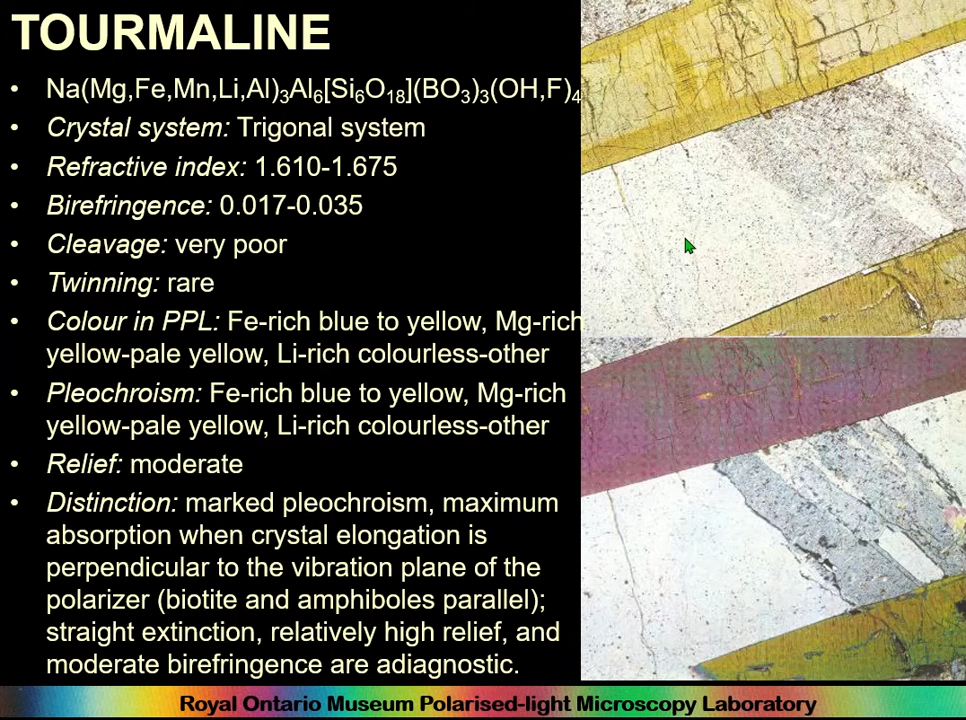 TOURMALINE
• Na(Mg,Fe,Mn,Li,Al)₃Al₆[Si₆O₁₈](BO₃)₃(OH,F)₄
• Crystal system: Trigonal system
• Refractive index: 1.610-1.675
• Birefringence: 0.017-0.035
• Cleavage: very poor
• Twinning: rare
• Colour in PPL: Fe-rich blue to yellow, Mg-rich
yellow-pale yellow, Li-rich colourless-other
• Pleochroism: Fe-rich blue to yellow, Mg-rich
yellow-pale yellow, Li-rich colourless-other
• Relief: moderate
• Distinction: marked pleochroism, maximum
absorption when crystal elongation is
perpendicular to the vibration plane of the
polarizer (biotite and amphiboles parallel);
straight extinction, relatively high relief, and
moderate birefringence are adiagnostic.
Royal Ontario Museum Polarised-light Microscopy Laboratory